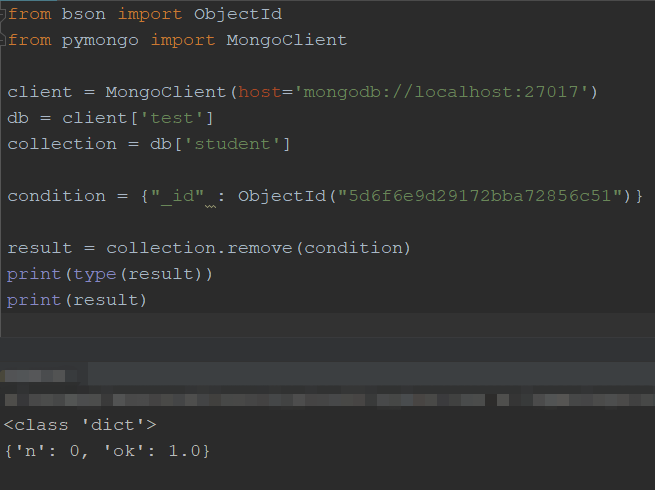 from bson import ObjectId
from pymongo import MongoClient
client = MongoClient(host='mongodb://localhost:27017')
db = client['test']
collection = db['student']
condition = {"_id" : ObjectId("5d6f6e9d29172bba72856c51")}
result = collection.remove(condition)
print(type(result))
print(result)
<class 'dict'>
{'n': 0, 'ok': 1.0}